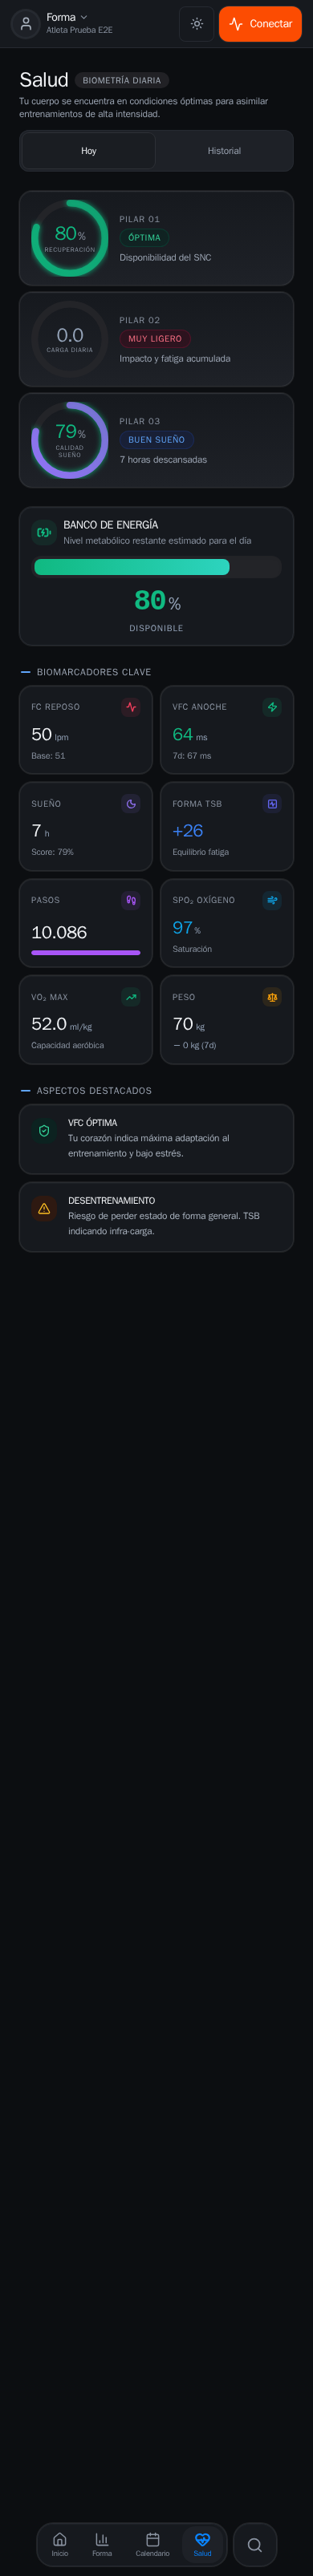 Forma
Atleta Prueba E2E
Conectar
Salud
BIOMETRÍA DIARIA
Tu cuerpo se encuentra en condiciones óptimas para asimilar
entrenamientos de alta intensidad.
Hoy
Historial
80%
RECUPERACIÓN
PILAR 01
ÓPTIMA
Disponibilidad del SNC
0.0
CARGA DIARIA
PILAR 02
MUY LIGERO
Impacto y fatiga acumulada
79%
CALIDAD
SUEÑO
PILAR 03
BUEN SUEÑO
7 horas descansadas
BANCO DE ENERGÍA
Nivel metabólico restante estimado para el día
80%
DISPONIBLE
BIOMARCADORES CLAVE
FC REPOSO
50 lpm
Base: 51
VFC ANOCHE
64 ms
7d: 67 ms
SUEÑO
7 h
Score: 79%
FORMA TSB
+26
Equilibrio fatiga
PASOS
10.086
SPO₂ OXÍGENO
97%
Saturación
VO₂ MAX
52.0 ml/kg
Capacidad aeróbica
PESO
70 kg
— 0 kg (7d)
ASPECTOS DESTACADOS
VFC ÓPTIMA
Tu corazón indica máxima adaptación al
entrenamiento y bajo estrés.
DESENTRENAMIENTO
Riesgo de perder estado de forma general. TSB
indicando infra-carga.
Inicio
Forma
Calendario
Salud